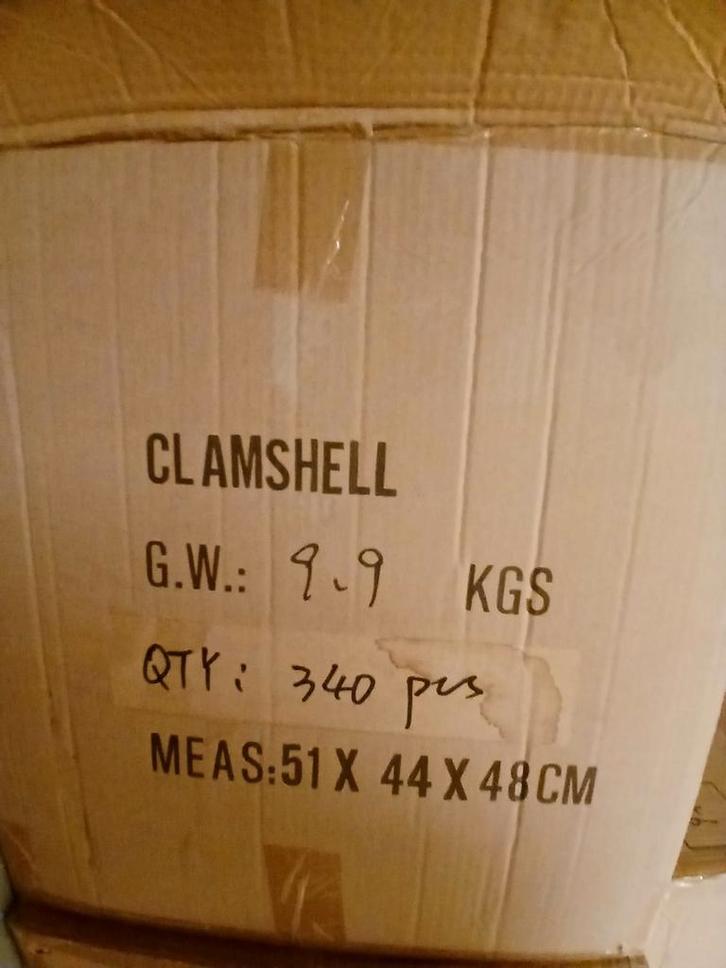 CLAMSHELL
G.W.: 9.9 KGS
QTY: 340 pcs
MEAS:51 X 44 X 48CM